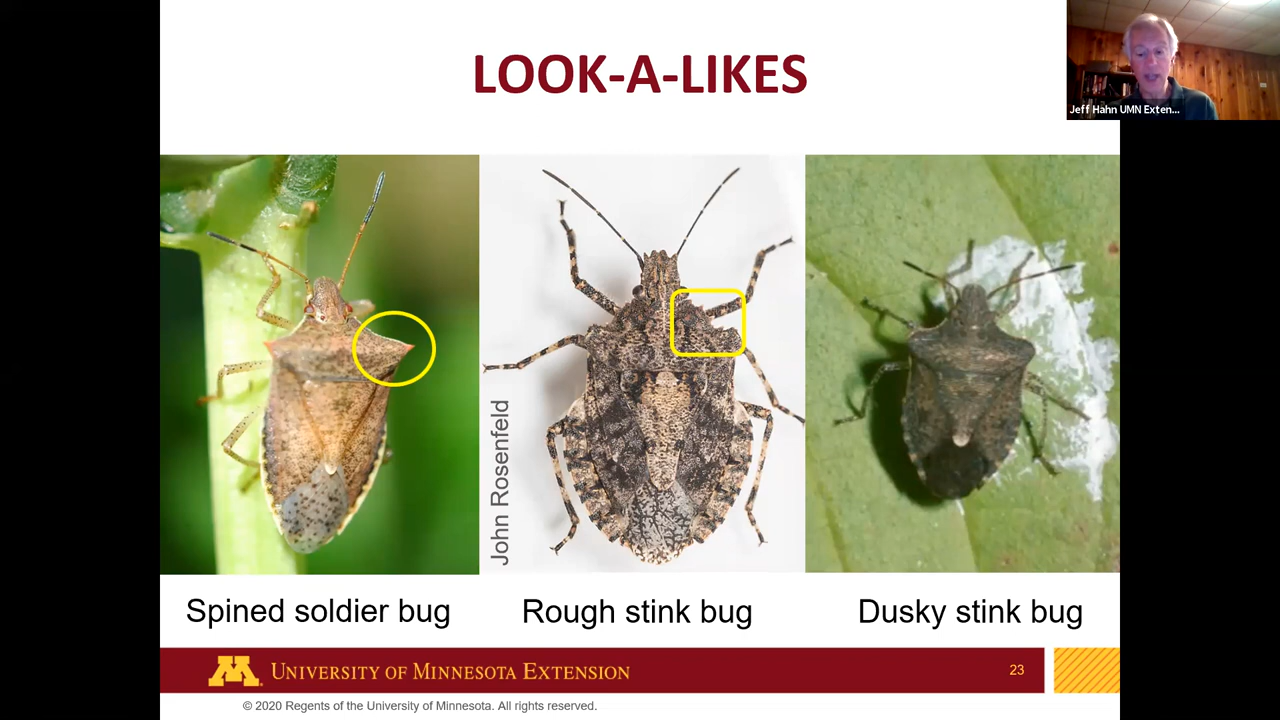 LOOK-A-LIKES
Jeff Hahn UMN Exten...
John Rosenfeld
Spined soldier bug
Rough stink bug
Dusky stink bug
M
UNIVERSITY OF MINNESOTA EXTENSION
23
© 2020 Regents of the University of Minnesota. All rights reserved.